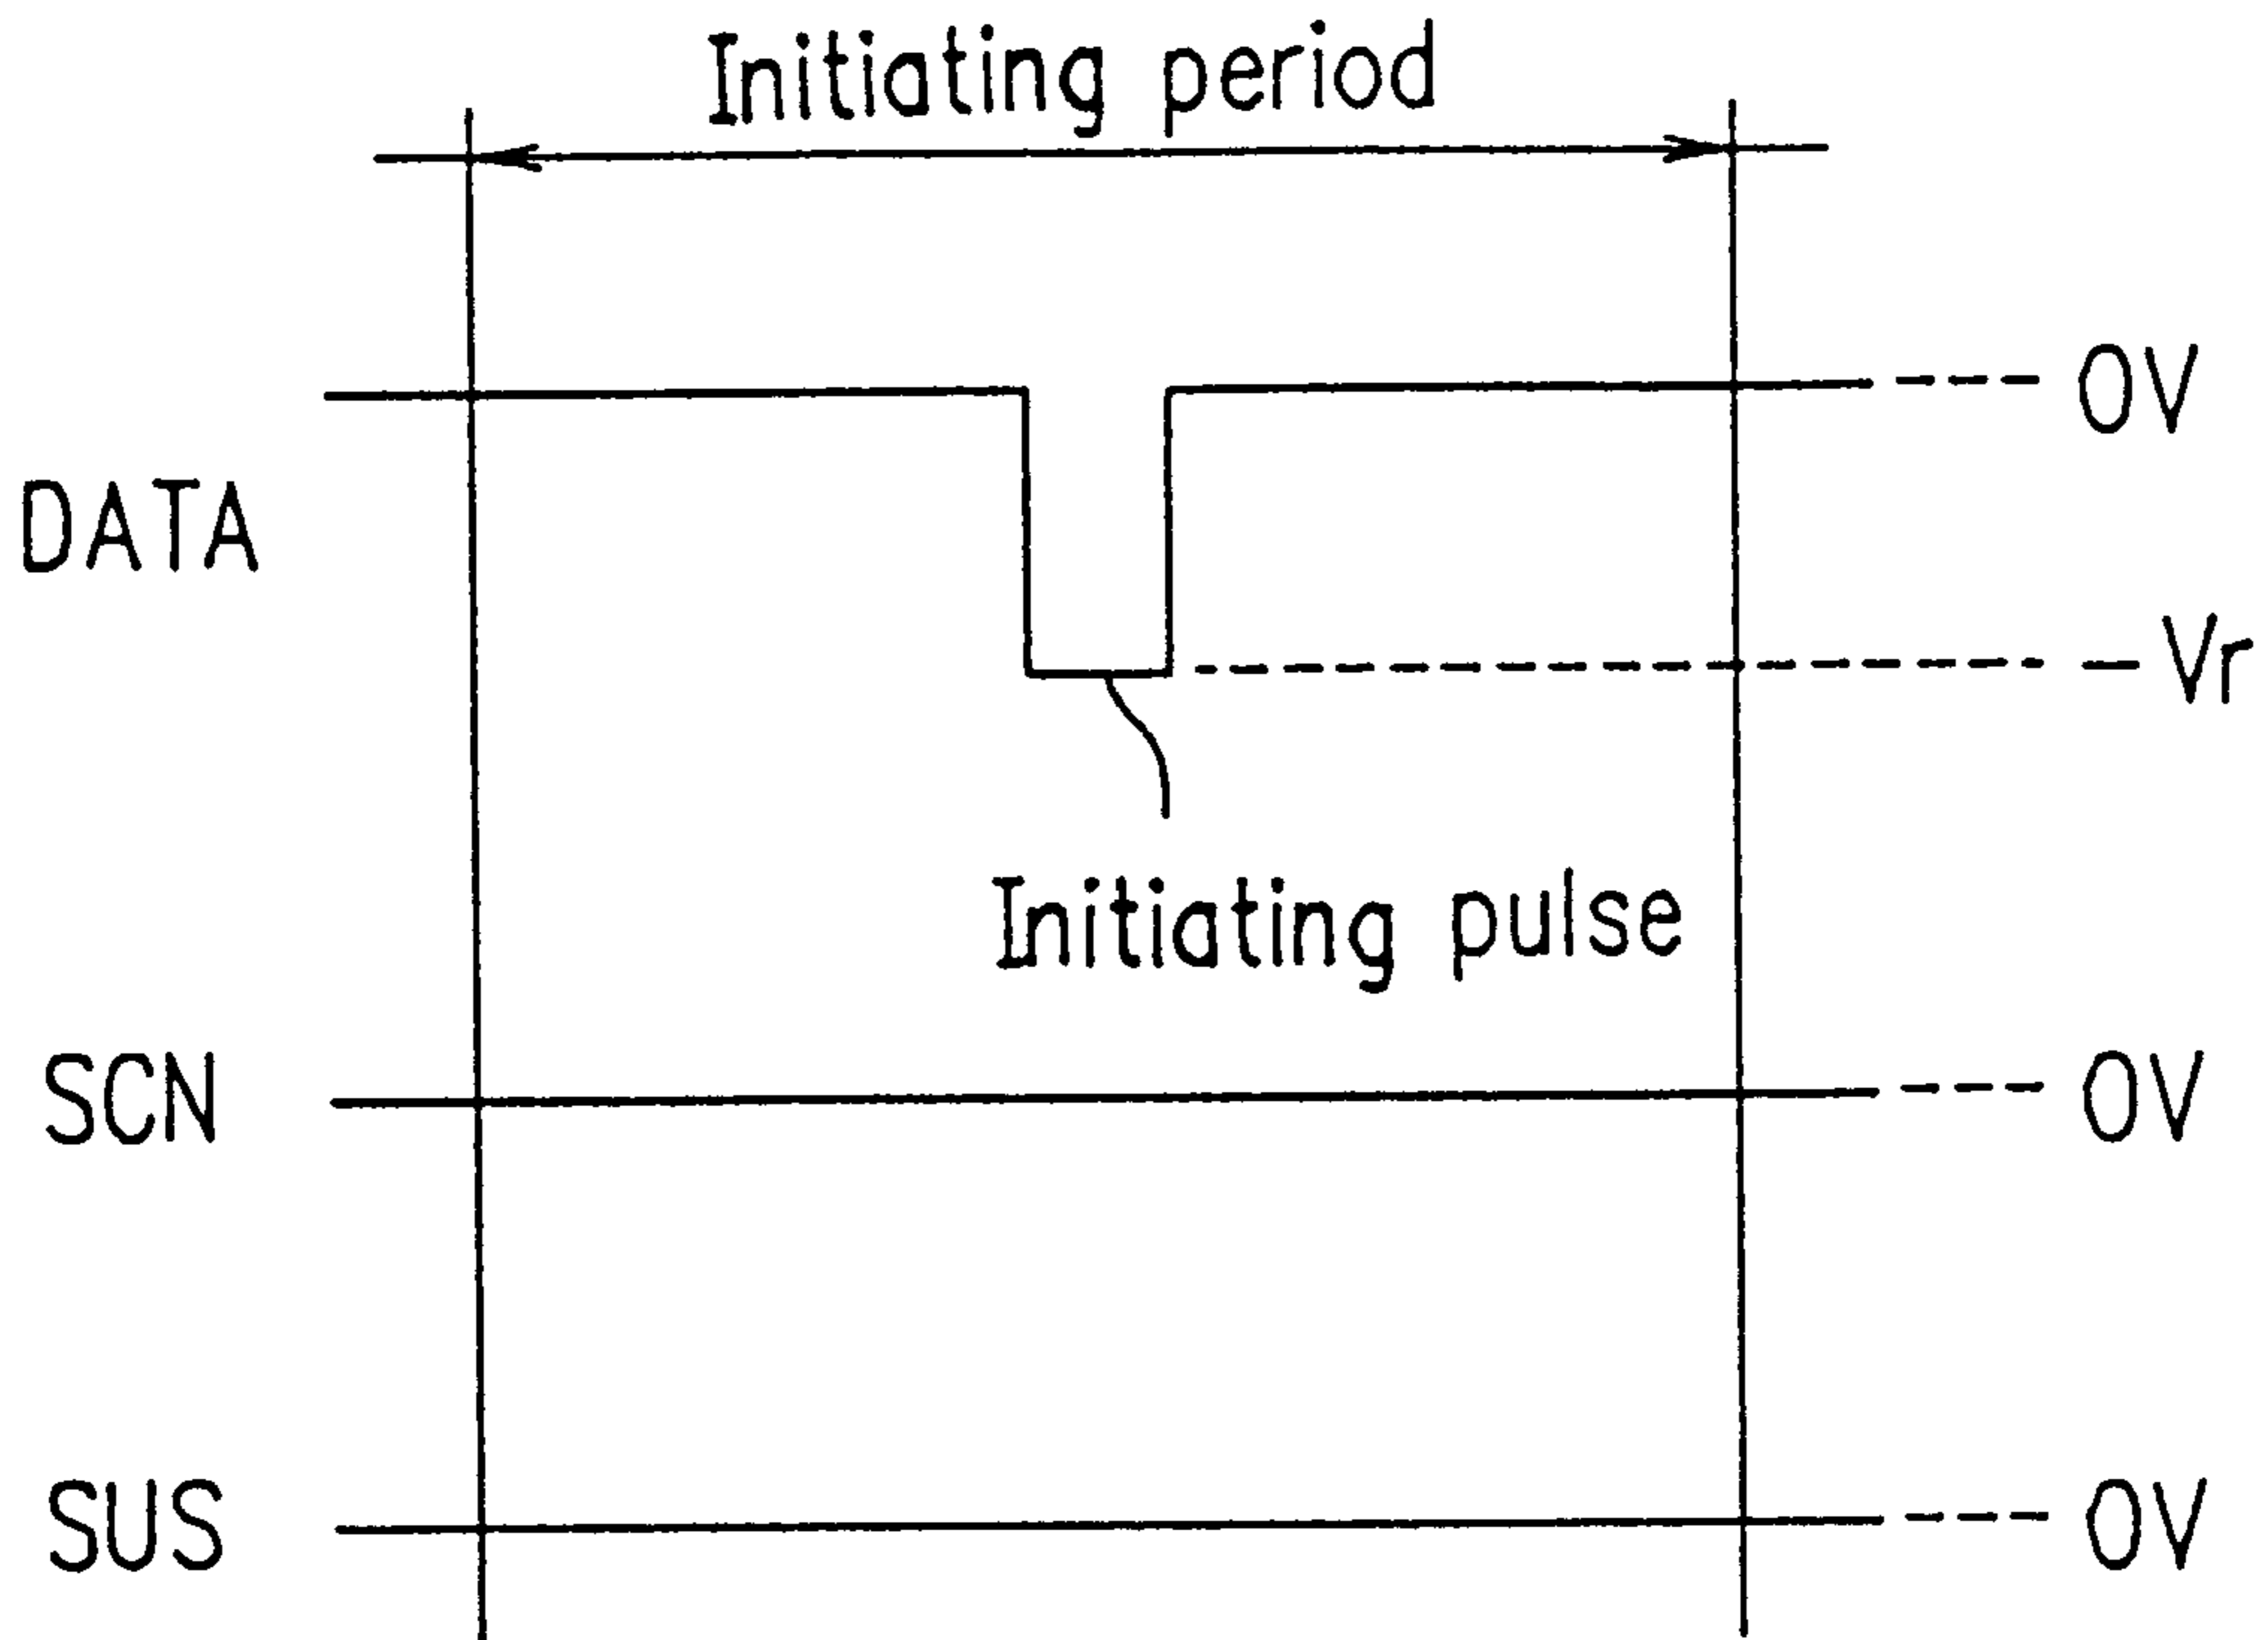 Initiating period
0V
DATA
-Vr
Initiating pulse
SCN
0V
SUS
0V